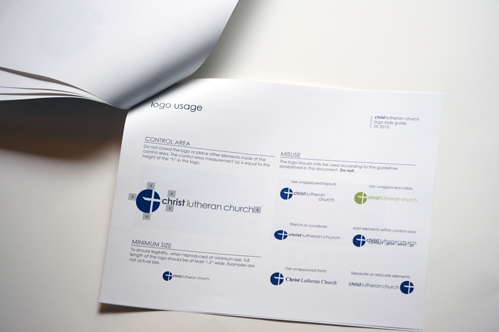 logo usage
christ lutheran church
logo style guide
CONTROL AREA
Do not crowd the logo or place other elements inside of the
control area. The control area measurement (x) is equal to the
height of the "h" in the logo.
christ lutheran church
MINIMUM SIZE
To ensure legibility, when reproduced at minimum size, full
length of the logo should be at least 1.5" wide. Examples are
not actual size.
christ lutheran church
MISUSE
The logo should only be used according to the guidelines
established in this document. Do not:
Use unapproved layouts
christ lutheran
church
Use unapproved colors
christ lutheran church
Stretch or condense
christ lutheran church
Add elements within control area
christ lutheran church
Use unapproved fonts
Christ Lutheran Church
Separate or relocate elements
christ lutheran church